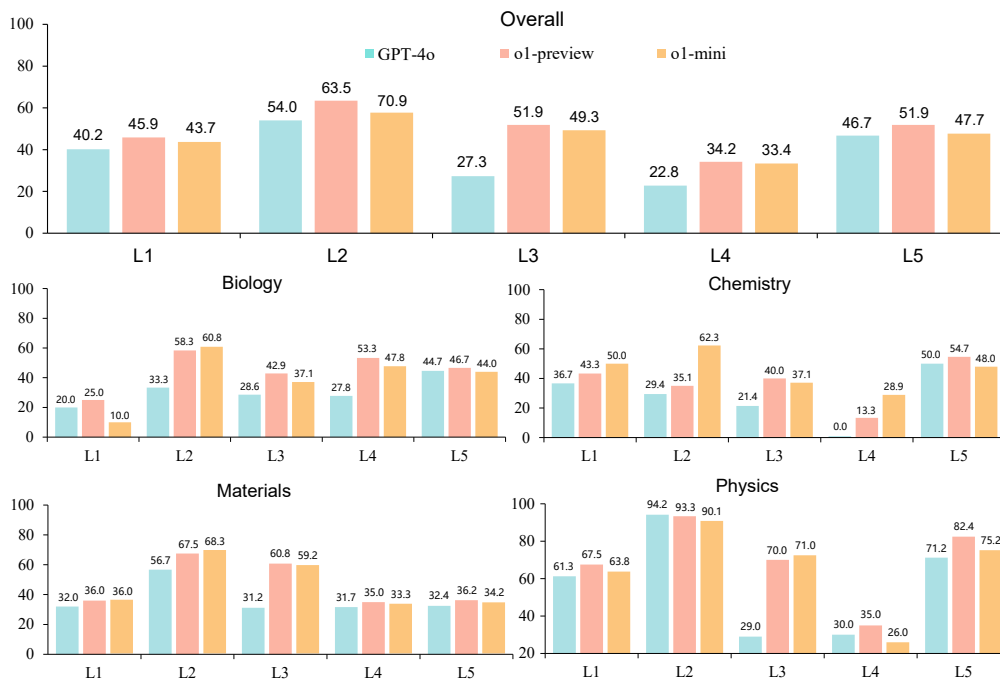 Overall
GPT-4o o1-preview o1-mini
100
80
60
40
20
0
40.2 45.9 43.7 54.0 63.5 70.9 27.3 51.9 49.3 22.8 34.2 33.4 46.7 51.9 47.7
L1 L2 L3 L4 L5
Biology
100
80
60
40
20
0
20.0 25.0 10.0 33.3 58.3 60.8 28.6 42.9 37.1 27.8 53.3 47.8 44.7 46.7 44.0
L1 L2 L3 L4 L5
Chemistry
100
80
60
40
20
0
36.7 43.3 50.0 29.4 35.1 62.3 21.4 40.0 37.1 0.0 13.3 28.9 50.0 54.7 48.0
L1 L2 L3 L4 L5
Materials
100
80
60
40
20
0
32.0 36.0 36.0 56.7 67.5 68.3 31.2 60.8 59.2 31.7 35.0 33.3 32.4 36.2 34.2
L1 L2 L3 L4 L5
Physics
100
80
60
40
20
61.3 67.5 63.8 94.2 93.3 90.1 29.0 70.0 71.0 30.0 35.0 26.0 71.2 82.4 75.2
L1 L2 L3 L4 L5